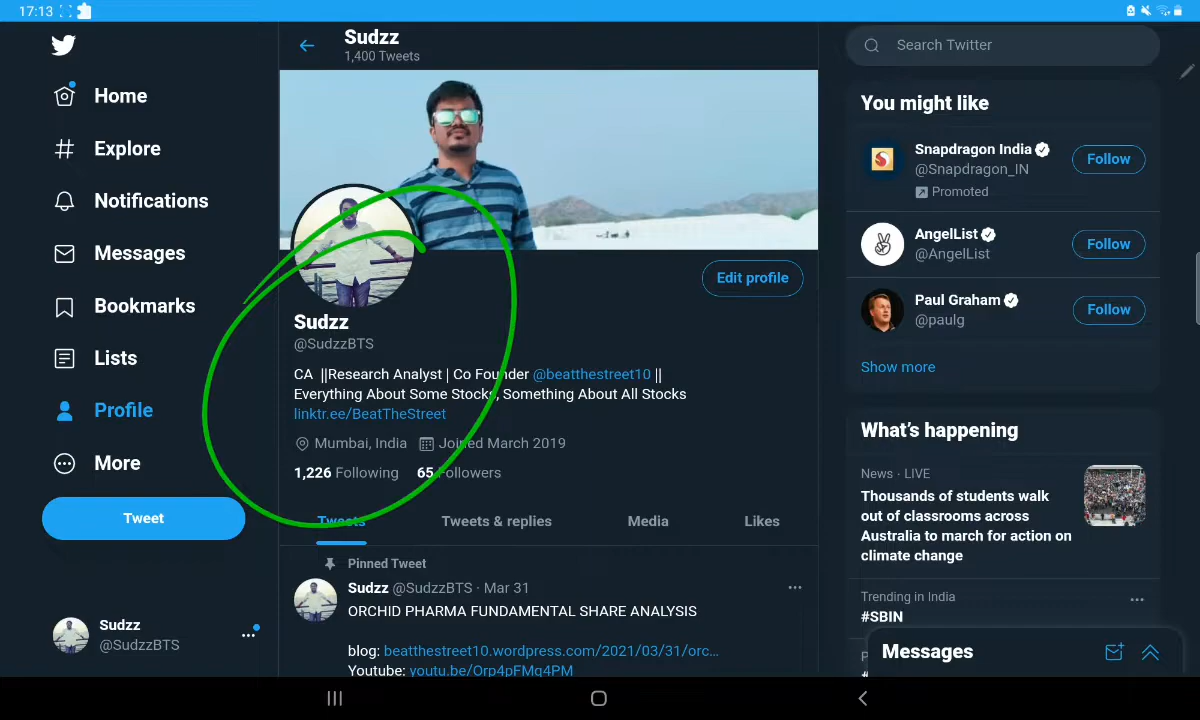 17:13
Home
Explore
Notifications
Messages
Bookmarks
Lists
Profile
More
Tweet
Sudzz
@SudzzBTS
Sudzz
1,400 Tweets
Edit profile
Sudzz
@SudzzBTS
CA ||Research Analyst | Co Founder @beatthestreet10 ||
Everything About Some Stocks, Something About All Stocks
linktr.ee/BeatTheStreet
Mumbai, India Joined March 2019
1,226 Following 65 Followers
Tweets Tweets & replies Media Likes
Pinned Tweet
Sudzz @SudzzBTS · Mar 31
ORCHID PHARMA FUNDAMENTAL SHARE ANALYSIS
blog: beatthestreet10.wordpress.com/2021/03/31/orc…
Youtube: youtu.be/Orp4pFMq4PM
Search Twitter
You might like
Snapdragon India
@Snapdragon_IN
Promoted
Follow
AngelList
@AngelList
Follow
Paul Graham
@paulg
Follow
Show more
What's happening
News · LIVE
Thousands of students walk
out of classrooms across
Australia to march for action on
climate change
Trending in India
#SBIN
Messages